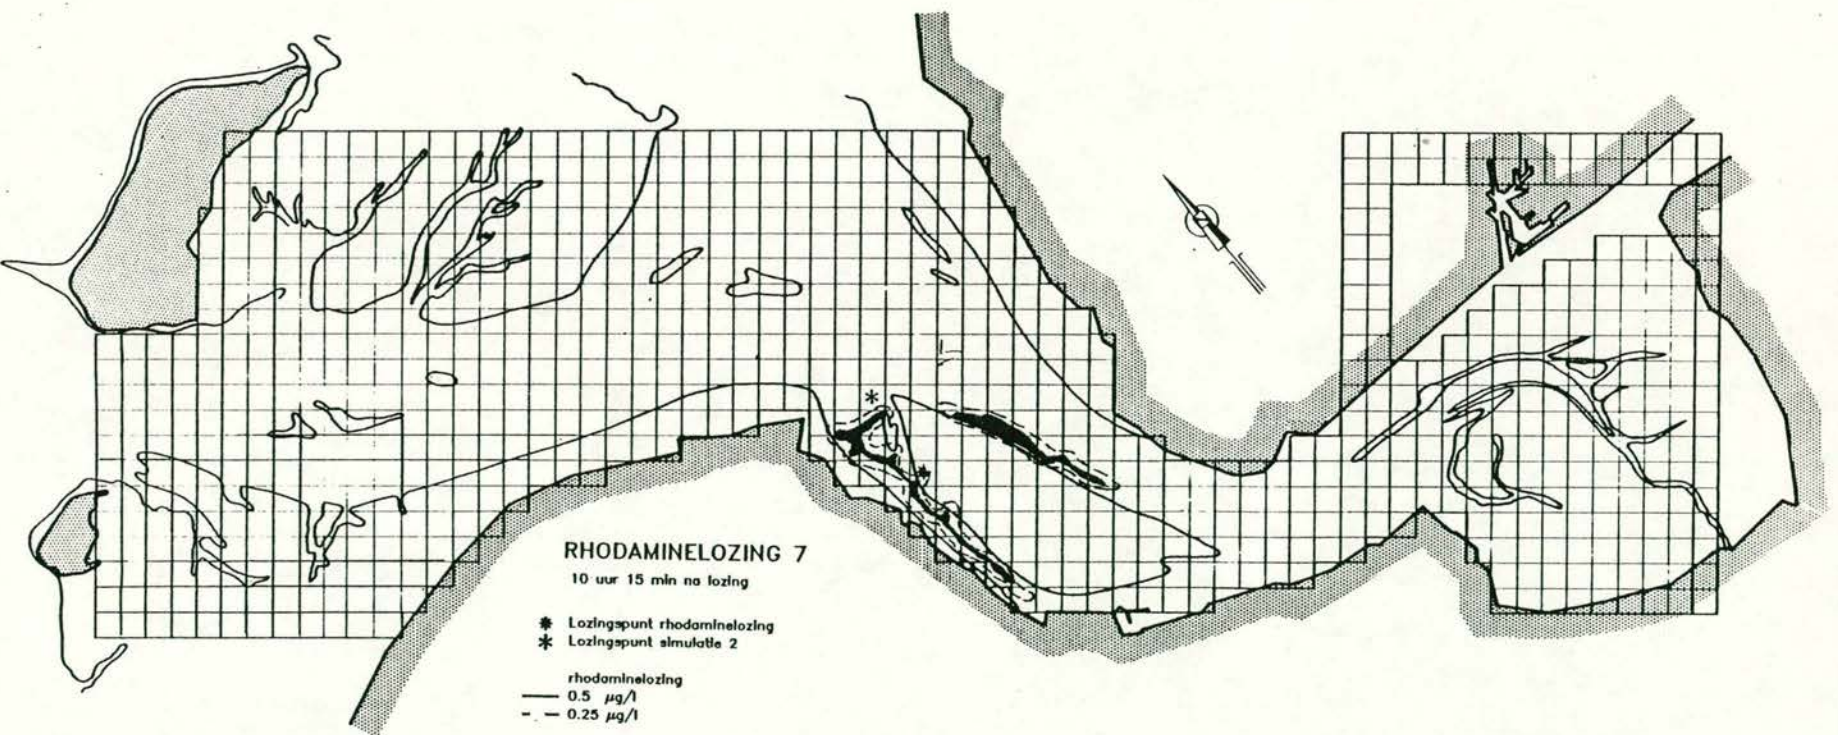 RHODAMINELOZING 7
10 uur 15 min na lozing
Lozingspunt rhodaminelozing
Lozingspunt simulatie 2
rhodaminelozing
0.5 µg/l
0.25 µg/l